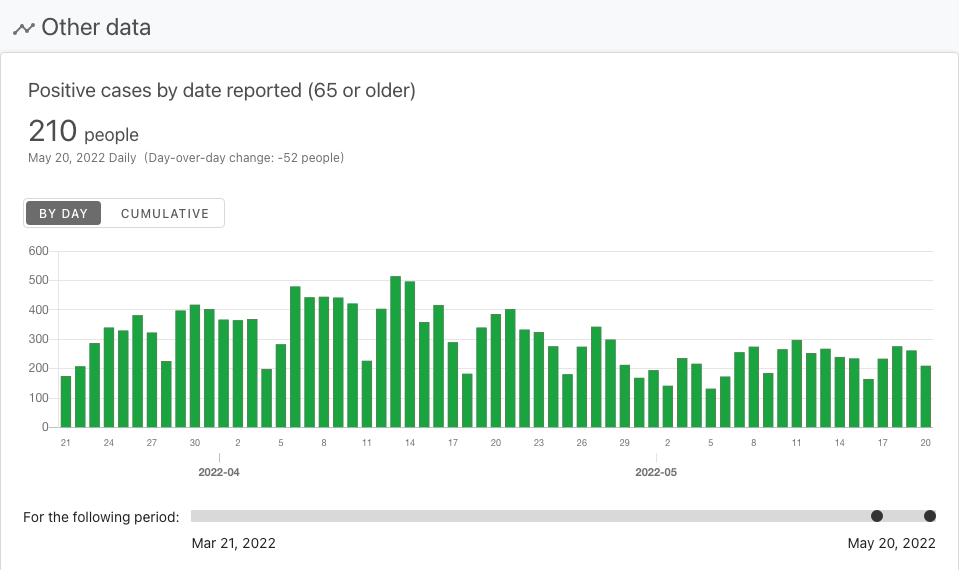 Other data
Positive cases by date reported (65 or older)
210 people
May 20, 2022 Daily (Day-over-day change: -52 people)
BY DAY CUMULATIVE
600
500
400
300
200
100
0
21 24 27 30 2 5 8 11 14 17 20 23 26 29 2 5 8 11 14 17 20
2022-04 2022-05
For the following period:
Mar 21, 2022 May 20, 2022